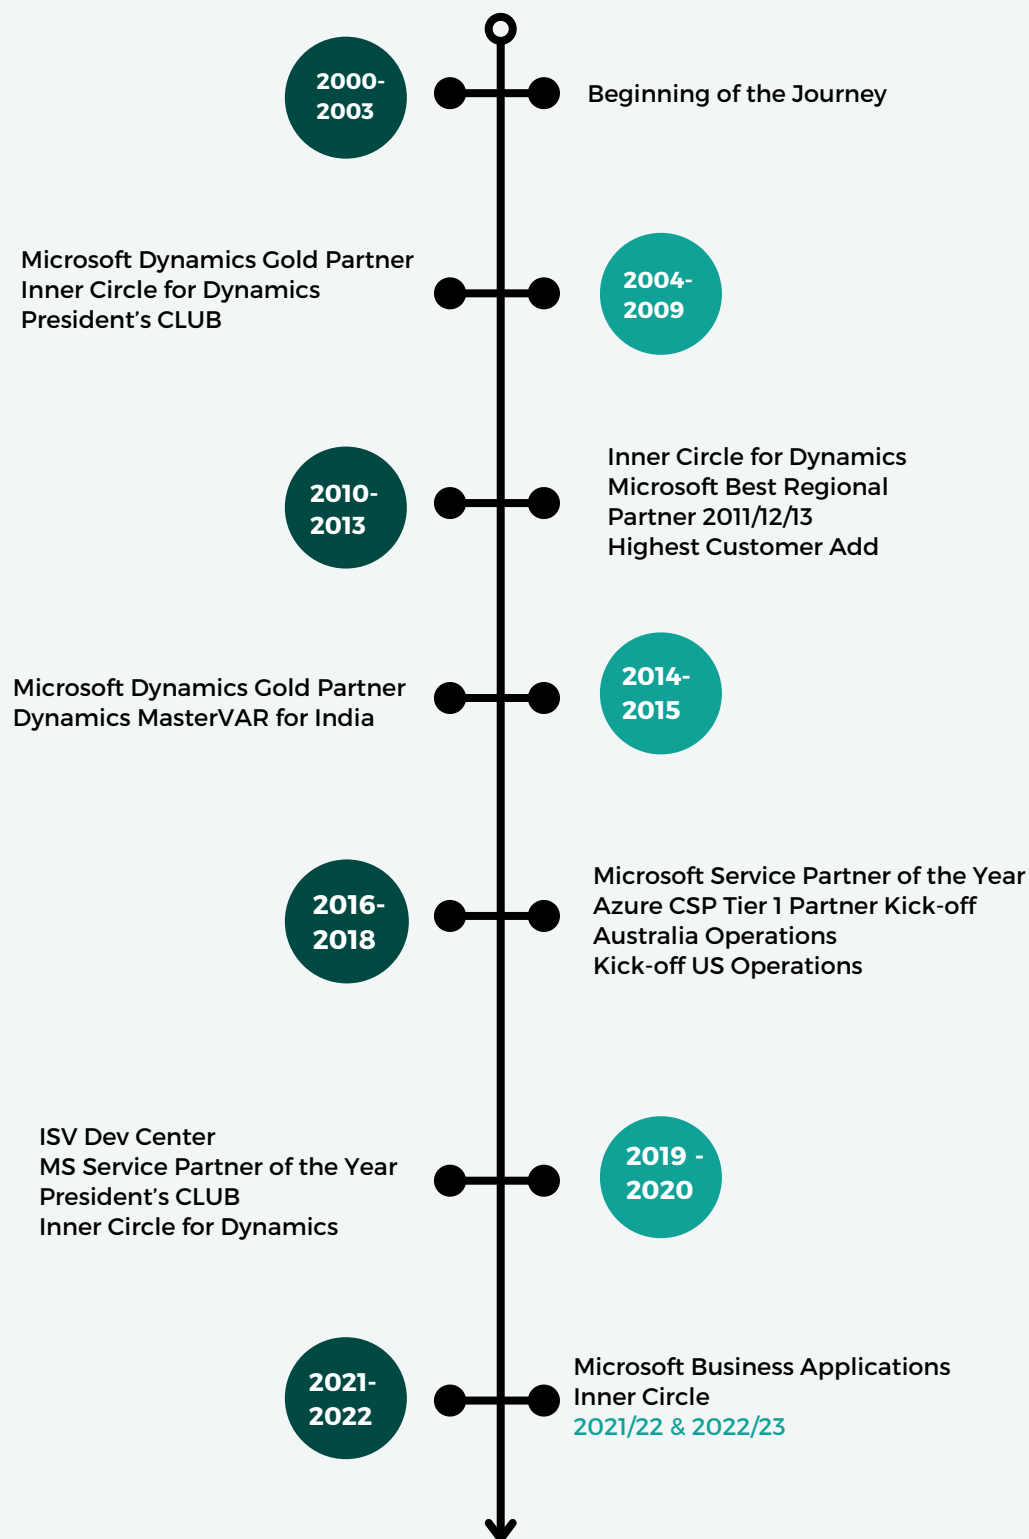 2000-
2003
Beginning of the Journey
Microsoft Dynamics Gold Partner
Inner Circle for Dynamics
President’s CLUB
2004-
2009
2010-
2013
Inner Circle for Dynamics
Microsoft Best Regional
Partner 2011/12/13
Highest Customer Add
Microsoft Dynamics Gold Partner
Dynamics MasterVAR for India
2014-
2015
2016-
2018
Microsoft Service Partner of the Year
Azure CSP Tier 1 Partner Kick-off
Australia Operations
Kick-off US Operations
ISV Dev Center
MS Service Partner of the Year
President’s CLUB
Inner Circle for Dynamics
2019 -
2020
2021-
2022
Microsoft Business Applications
Inner Circle
2021/22 & 2022/23